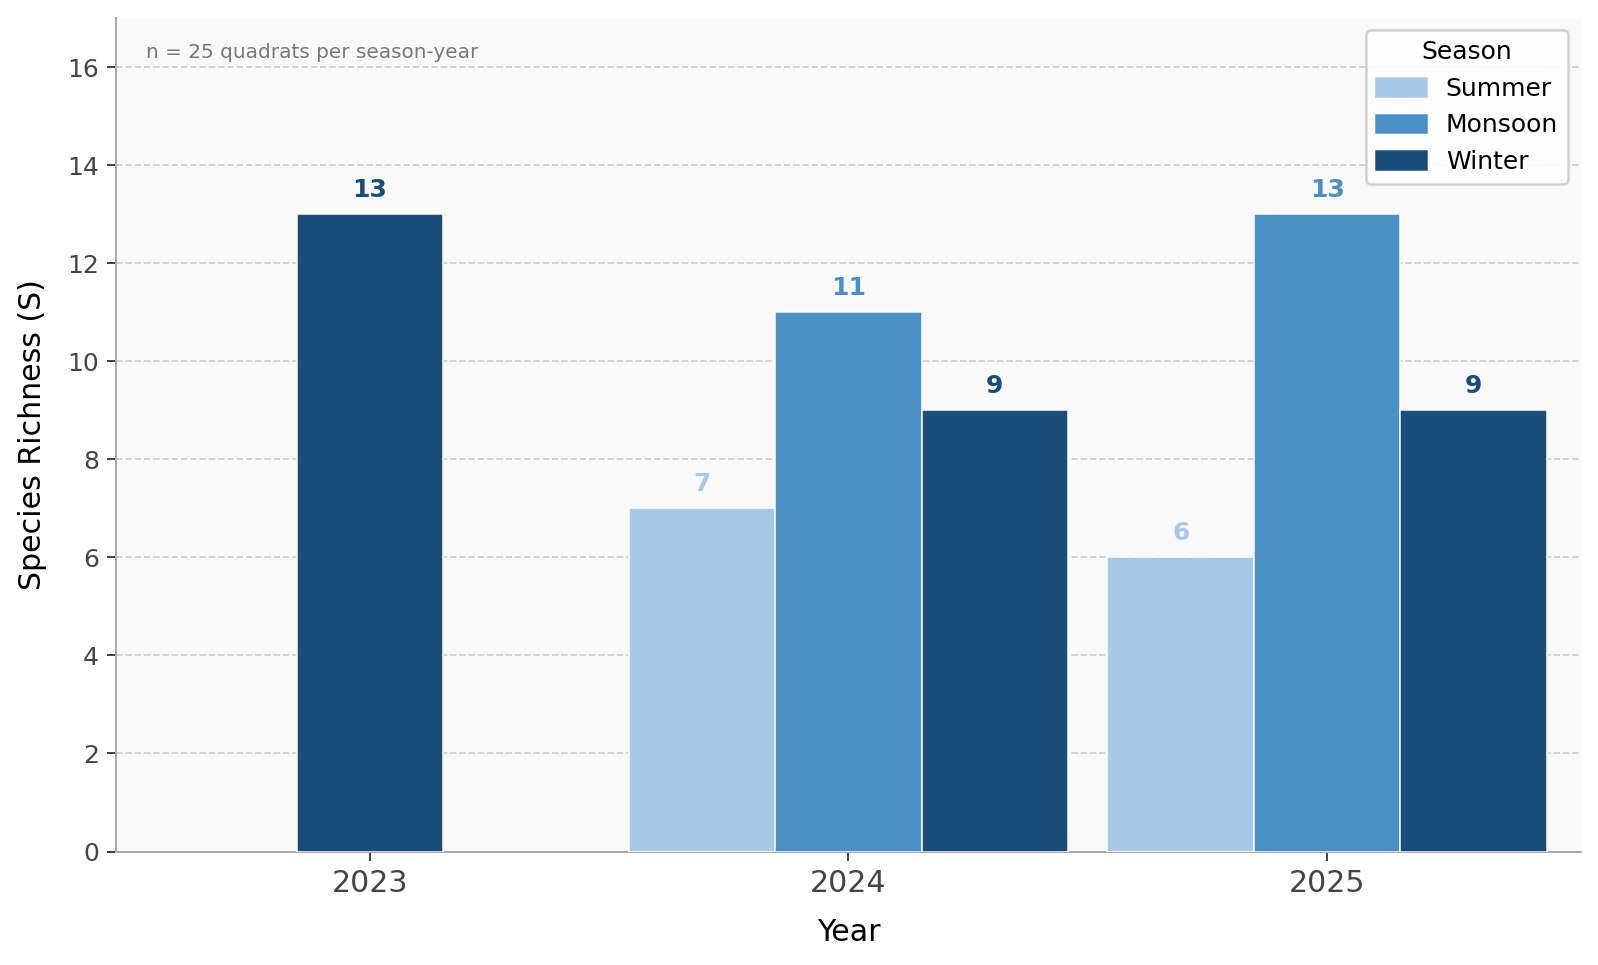 n = 25 quadrats per season-year
Season
Summer
Monsoon
Winter
Species Richness (S)
16
14
12
10
8
6
4
2
0
13
7
11
9
6
13
9
2023
2024
2025
Year